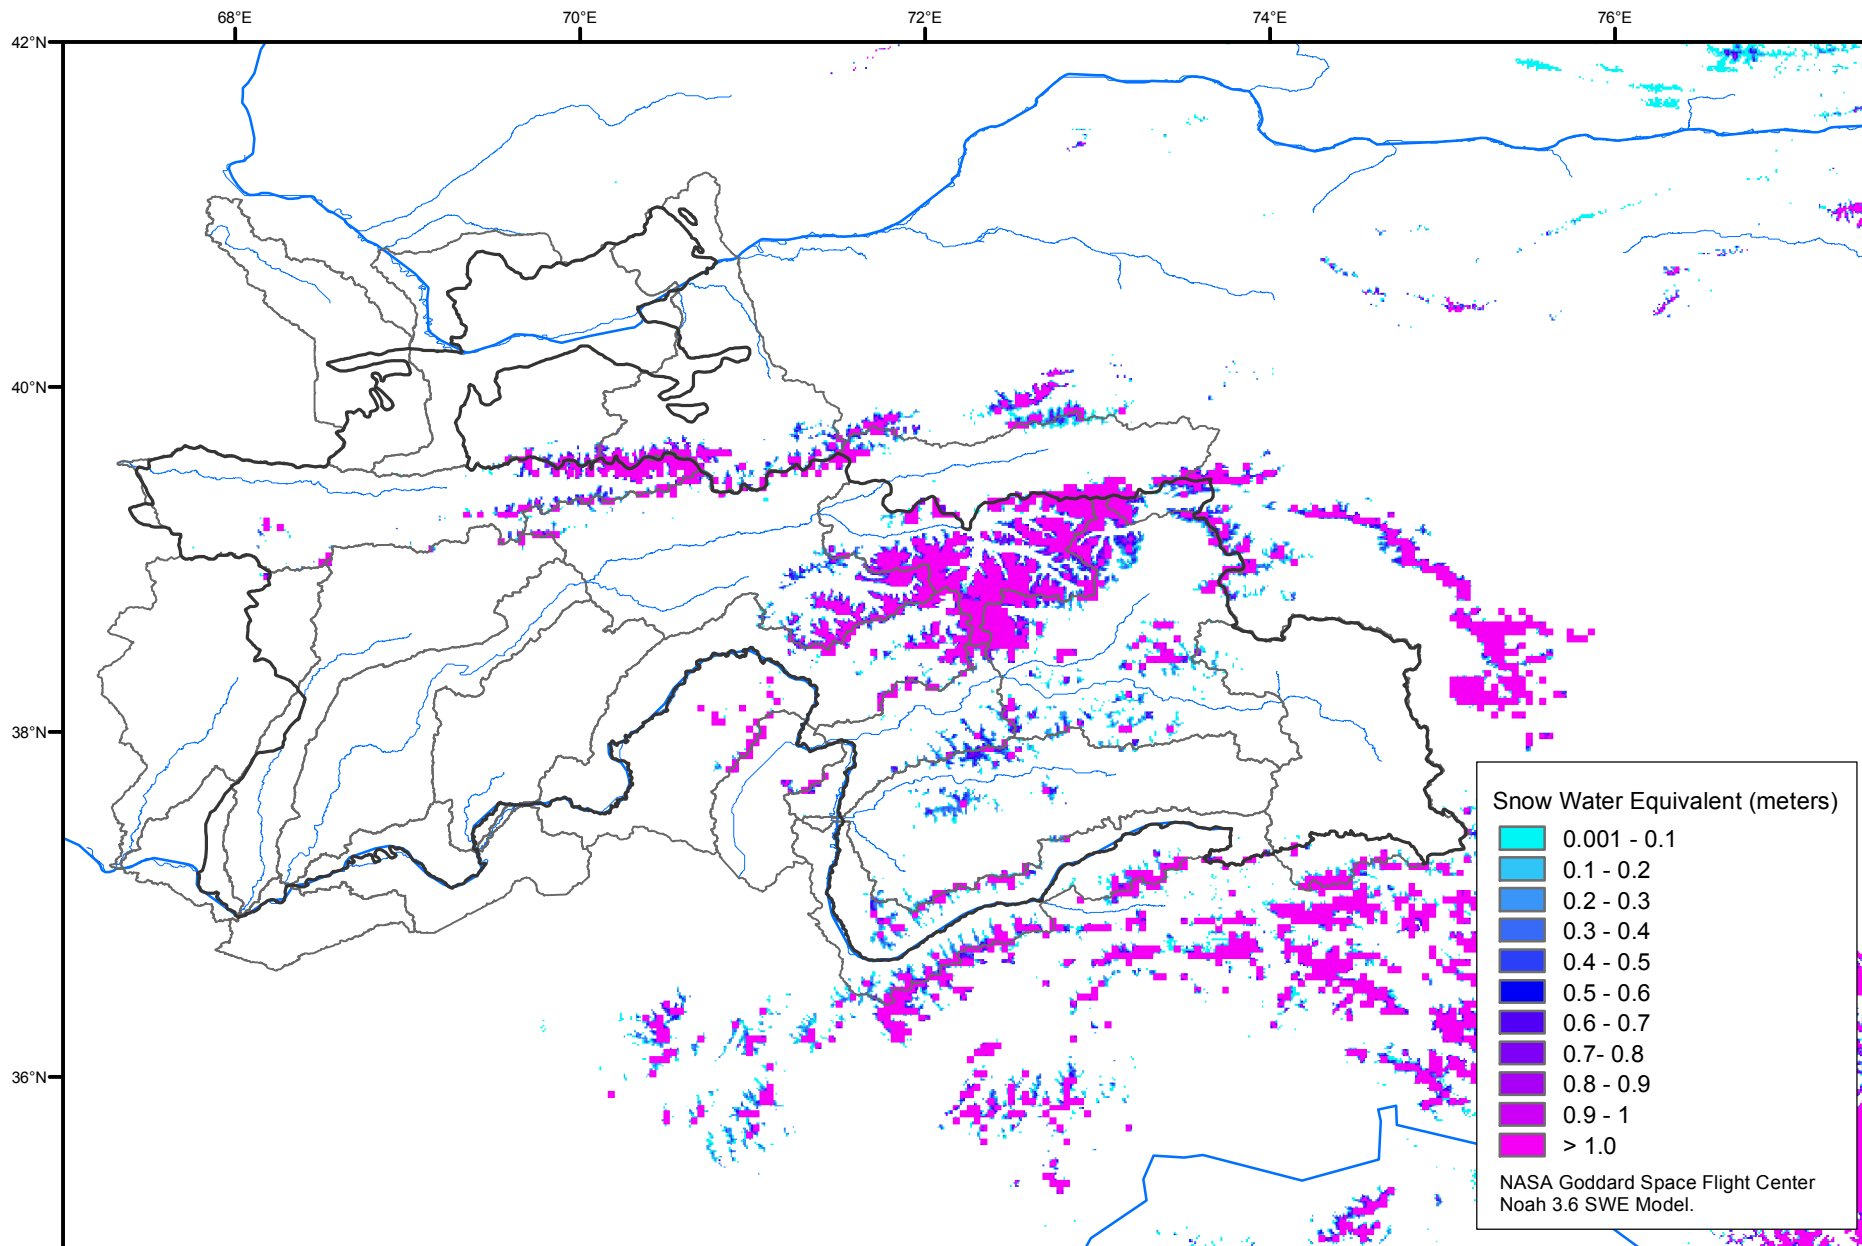 68°E 70°E 72°E 74°E 76°E
42°N
40°N
38°N
36°N
Snow Water Equivalent (meters)
0.001 - 0.1
0.1 - 0.2
0.2 - 0.3
0.3 - 0.4
0.4 - 0.5
0.5 - 0.6
0.6 - 0.7
0.7- 0.8
0.8 - 0.9
0.9 - 1
> 1.0
NASA Goddard Space Flight Center
Noah 3.6 SWE Model.